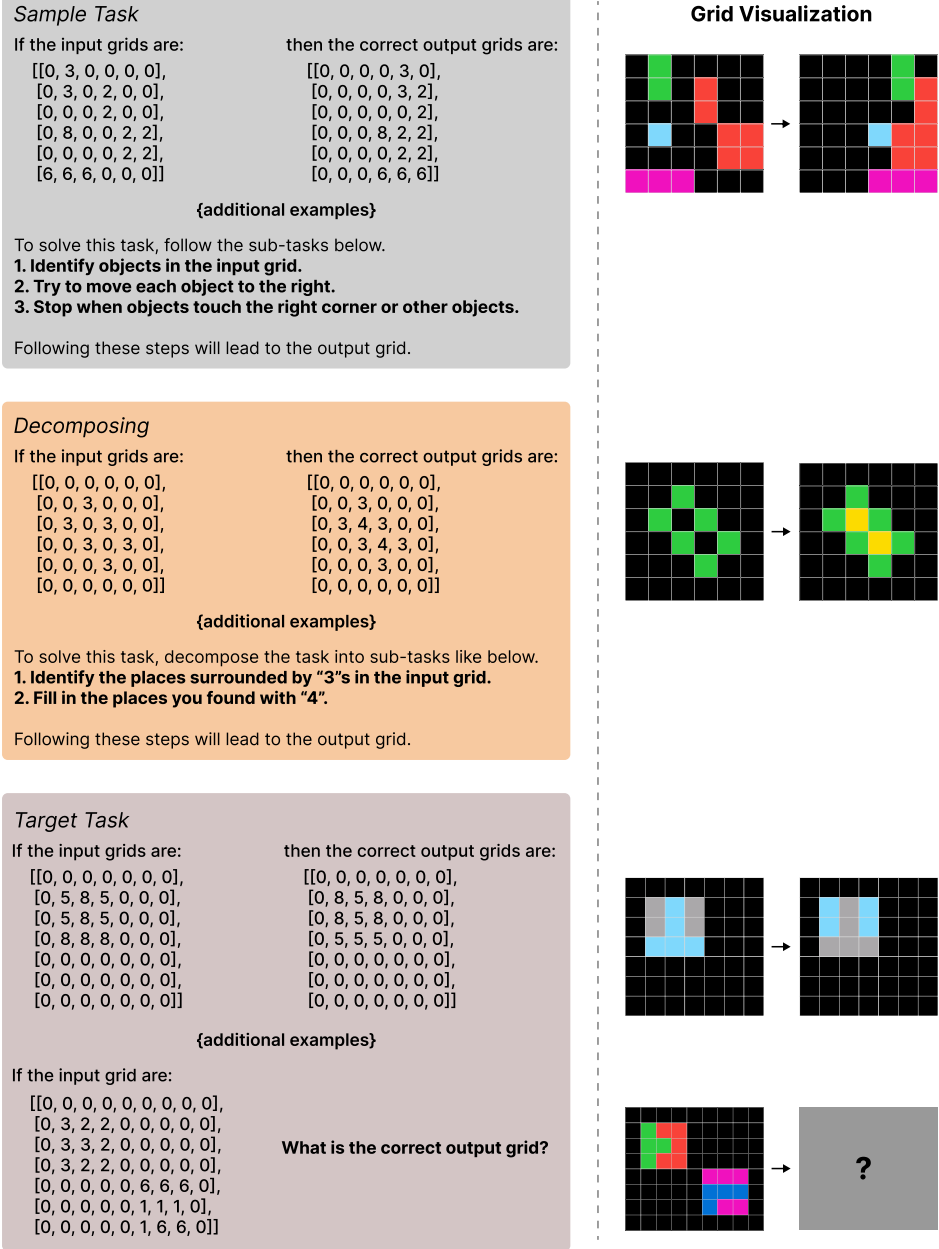 Sample Task
If the input grids are:
then the correct output grids are:
[[0, 3, 0, 0, 0, 0],
[0, 3, 0, 2, 0, 0],
[0, 0, 0, 2, 0, 0],
[0, 8, 0, 0, 2, 2],
[0, 0, 0, 0, 2, 2],
[6, 6, 6, 0, 0, 0]]
[[0, 0, 0, 0, 3, 0],
[0, 0, 0, 0, 3, 2],
[0, 0, 0, 0, 0, 2],
[0, 0, 0, 8, 2, 2],
[0, 0, 0, 0, 2, 2],
[0, 0, 0, 6, 6, 6]]
{additional examples}
To solve this task, follow the sub-tasks below.
1. Identify objects in the input grid.
2. Try to move each object to the right.
3. Stop when objects touch the right corner or other objects.
Following these steps will lead to the output grid.
Decomposing
If the input grids are:
then the correct output grids are:
[[0, 0, 0, 0, 0, 0],
[0, 0, 3, 0, 0, 0],
[0, 3, 0, 3, 0, 0],
[0, 0, 3, 0, 3, 0],
[0, 0, 0, 3, 0, 0],
[0, 0, 0, 0, 0, 0]]
[[0, 0, 0, 0, 0, 0],
[0, 0, 3, 0, 0, 0],
[0, 3, 4, 3, 0, 0],
[0, 0, 3, 4, 3, 0],
[0, 0, 0, 3, 0, 0],
[0, 0, 0, 0, 0, 0]]
{additional examples}
To solve this task, decompose the task into sub-tasks like below.
1. Identify the places surrounded by “3”s in the input grid.
2. Fill in the places you found with “4”.
Following these steps will lead to the output grid.
Target Task
If the input grids are:
then the correct output grids are:
[[0, 0, 0, 0, 0, 0, 0],
[0, 5, 8, 5, 0, 0, 0],
[0, 5, 8, 5, 0, 0, 0],
[0, 8, 8, 8, 0, 0, 0],
[0, 0, 0, 0, 0, 0, 0],
[0, 0, 0, 0, 0, 0, 0],
[0, 0, 0, 0, 0, 0, 0]]
[[0, 0, 0, 0, 0, 0, 0],
[0, 8, 5, 8, 0, 0, 0],
[0, 8, 5, 8, 0, 0, 0],
[0, 5, 5, 5, 0, 0, 0],
[0, 0, 0, 0, 0, 0, 0],
[0, 0, 0, 0, 0, 0, 0],
[0, 0, 0, 0, 0, 0, 0]]
{additional examples}
If the input grid are:
[[0, 0, 0, 0, 0, 0, 0, 0, 0],
[0, 3, 2, 2, 0, 0, 0, 0, 0],
[0, 3, 3, 2, 0, 0, 0, 0, 0],
[0, 3, 2, 2, 0, 0, 0, 0, 0],
[0, 0, 0, 0, 0, 6, 6, 6, 0],
[0, 0, 0, 0, 0, 1, 1, 1, 0],
[0, 0, 0, 0, 0, 1, 6, 6, 0]]
What is the correct output grid?
Grid Visualization
?